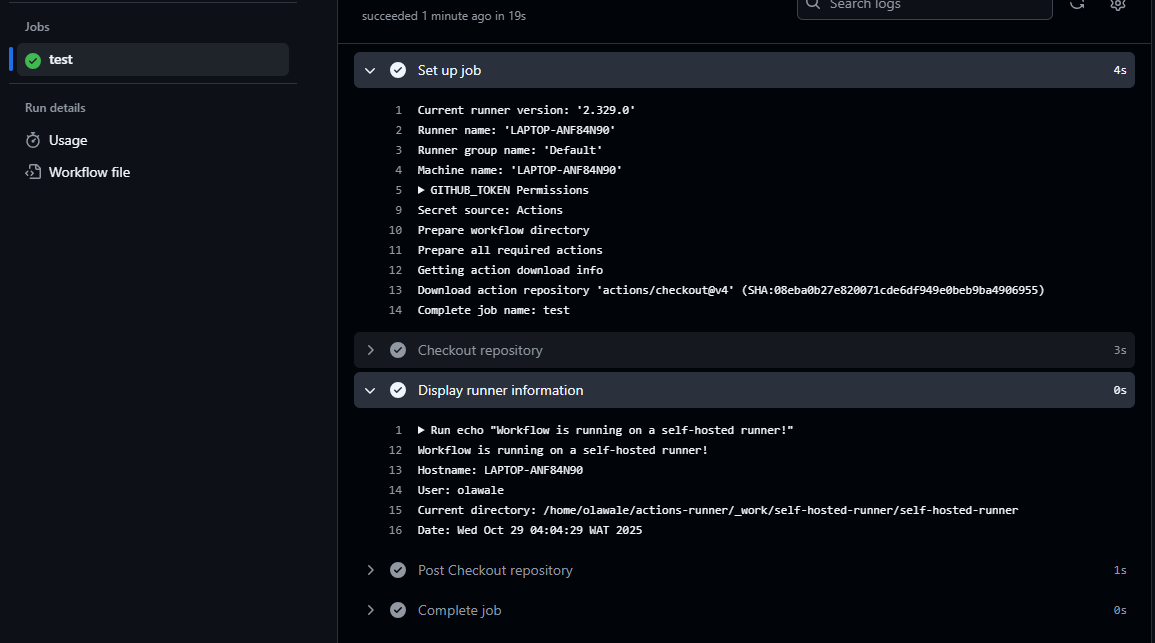 Jobs
test
Run details
Usage
Workflow file
succeeded 1 minute ago in 19s
Search logs
Set up job 4s
1 Current runner version: '2.329.0'
2 Runner name: 'LAPTOP-ANF84N90'
3 Runner group name: 'Default'
4 Machine name: 'LAPTOP-ANF84N90'
5 ▶ GITHUB_TOKEN Permissions
9 Secret source: Actions
10 Prepare workflow directory
11 Prepare all required actions
12 Getting action download info
13 Download action repository 'actions/checkout@v4' (SHA:08eba0b27e820071cde6df949e0beb9ba4906955)
14 Complete job name: test
Checkout repository 3s
Display runner information 0s
1 ▶ Run echo "Workflow is running on a self-hosted runner!"
12 Workflow is running on a self-hosted runner!
13 Hostname: LAPTOP-ANF84N90
14 User: olawale
15 Current directory: /home/olawale/actions-runner/_work/self-hosted-runner/self-hosted-runner
16 Date: Wed Oct 29 04:04:29 WAT 2025
Post Checkout repository 1s
Complete job 0s